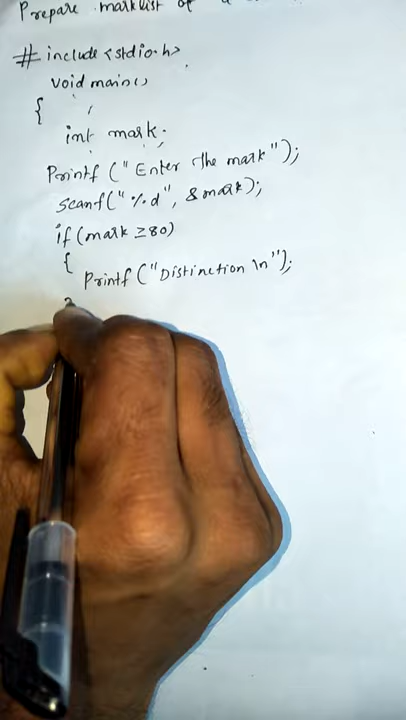 Prepare marklist of a
#include <stdio.h>
void main()
{
int mark;
Printf ("Enter the mark");
scanf("%d", &mark);
if (mark ≥80)
{
Printf ("Distinction \n");